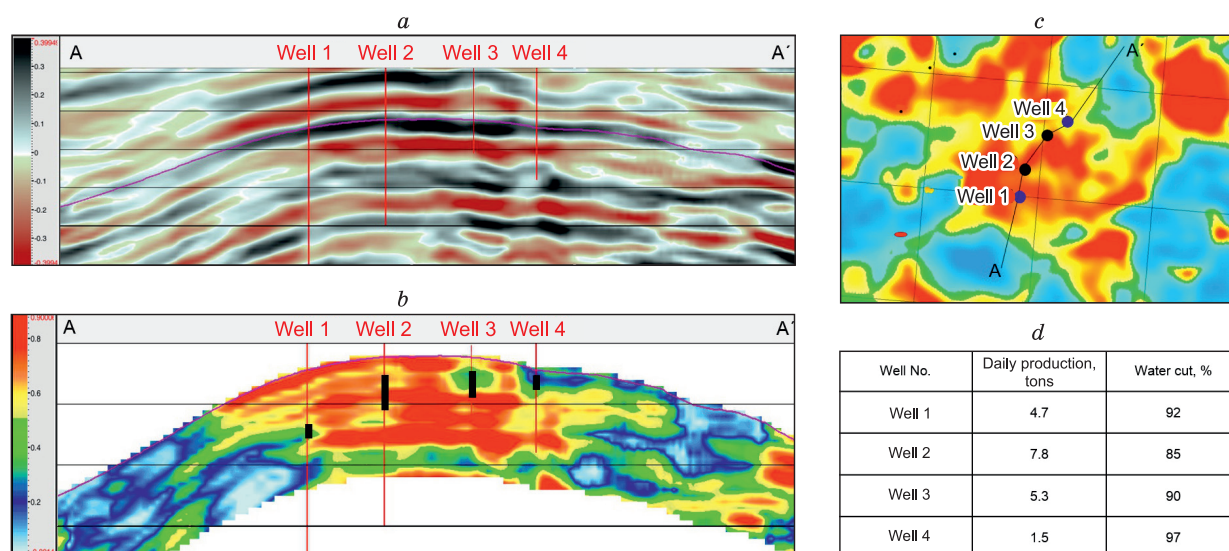 a
A
Well 1
Well 2
Well 3
Well 4
A´
0.3
0.2
0.1
0
-0.1
-0.2
-0.3
b
A
Well 1
Well 2
Well 3
Well 4
A´
0.8
0.6
0.4
0.2
c
A´
Well 4
Well 3
Well 2
Well 1
A
d
Well No.
Daily production,
tons
Water cut, %
Well 1
4.7
92
Well 2
7.8
85
Well 3
5.3
90
Well 4
1.5
97